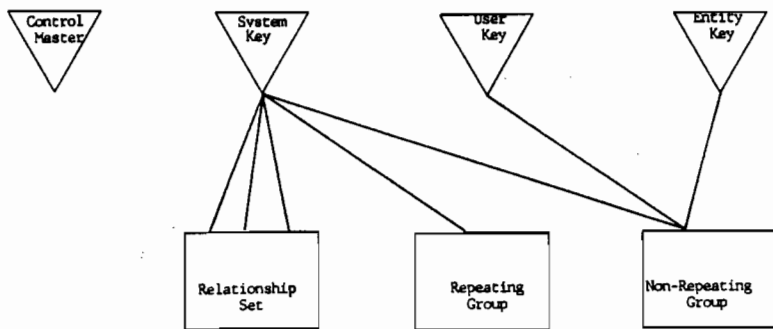 Control
Master
System
Key
User
Key
Entity
Key
Relationship
Set
Repeating
Group
Non-Repeating
Group